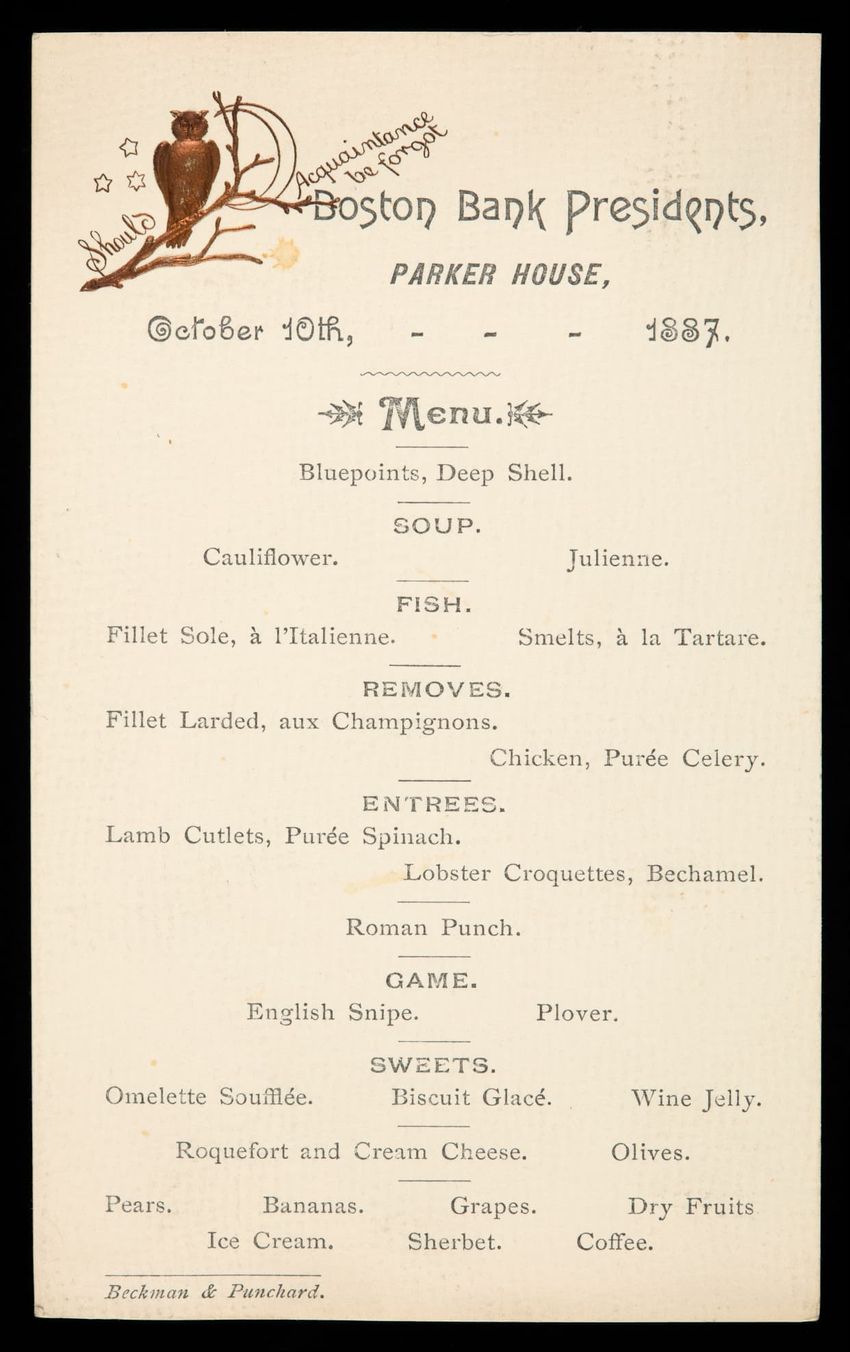 Should
Acquaintance
be forgot
Boston Bank Presidents,
PARKER HOUSE,
October 10th, - - - 1887.
Menu.
Bluepoints, Deep Shell.
SOUP.
Cauliflower. Julienne.
FISH.
Fillet Sole, à l'Italienne. Smelts, à la Tartare.
REMOVES.
Fillet Larded, aux Champignons.
Chicken, Purée Celery.
ENTREES.
Lamb Cutlets, Purée Spinach.
Lobster Croquettes, Bechamel.
Roman Punch.
GAME.
English Snipe. Plover.
SWEETS.
Omelette Soufflée. Biscuit Glacé. Wine Jelly.
Roquefort and Cream Cheese. Olives.
Pears. Bananas. Grapes. Dry Fruits
Ice Cream. Sherbet. Coffee.
Beckman & Punchard.